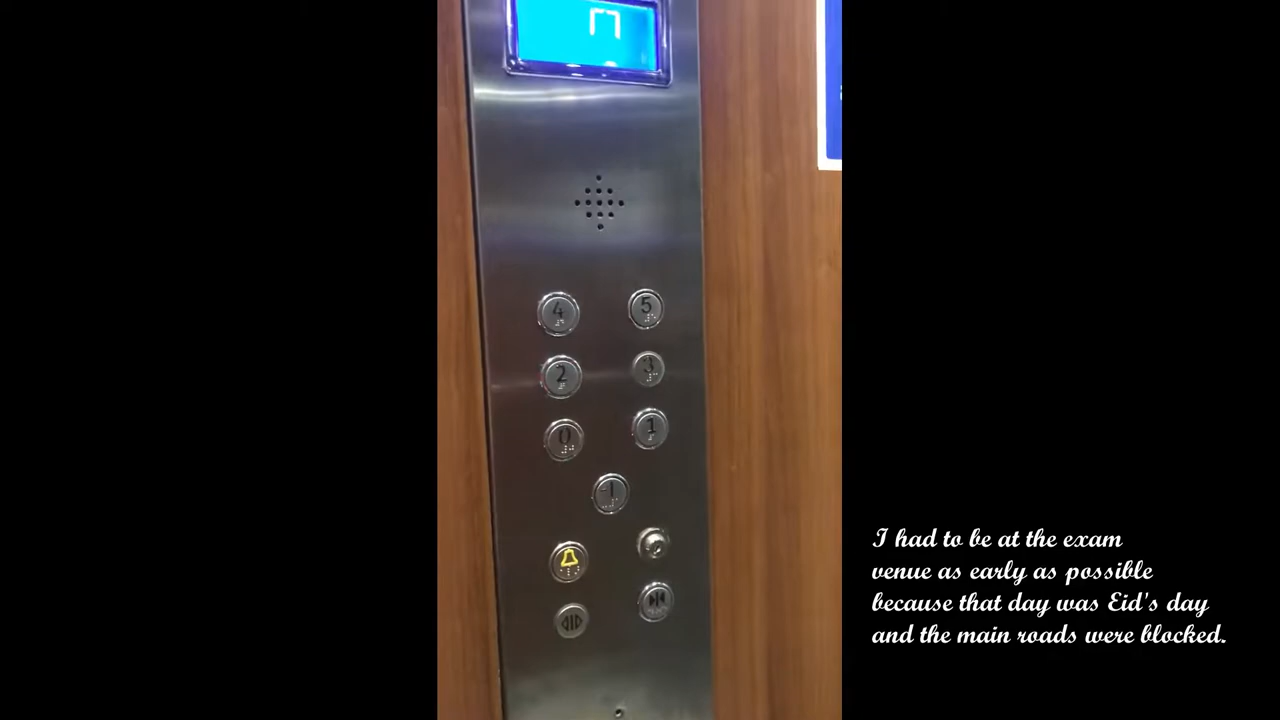 4 5
2 3
0 1
-1
I had to be at the exam
venue as early as possible
because that day was Eid's day
and the main roads were blocked.